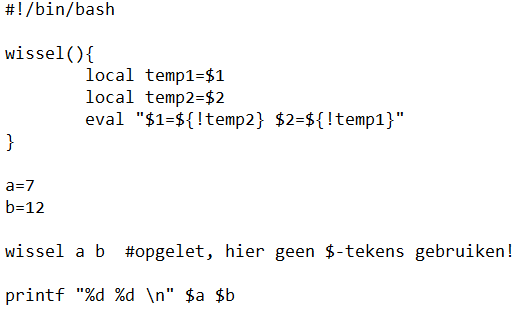 #!/bin/bash
wissel(){
local temp1=$1
local temp2=$2
eval "$1=${!temp2} $2=${!temp1}"
}
a=7
b=12
wissel a b #opgelet, hier geen $-tekens gebruiken!
printf "%d %d \n" $a $b